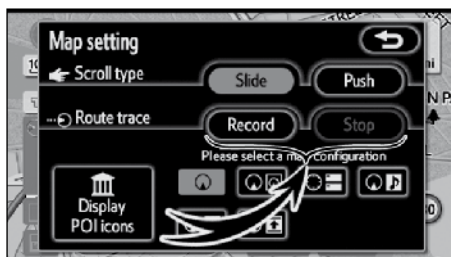 Map setting
Scroll type
Slide
Push
Route trace
Record
Stop
Please select a map configuration
Display
POI icons